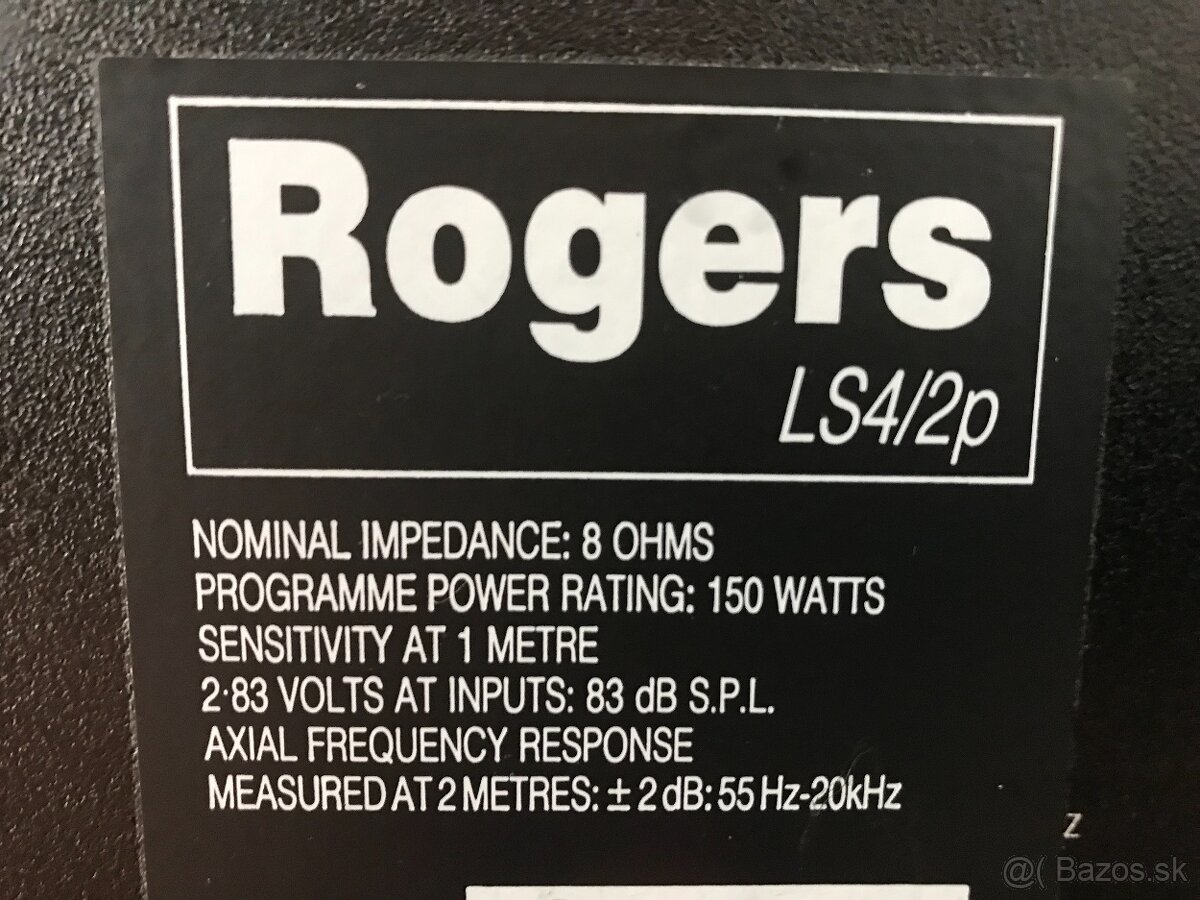 Rogers
LS4/2p
NOMINAL IMPEDANCE: 8 OHMS
PROGRAMME POWER RATING: 150 WATTS
SENSITIVITY AT 1 METRE
2·83 VOLTS AT INPUTS: 83 dB S.P.L.
AXIAL FREQUENCY RESPONSE
MEASURED AT 2 METRES: ± 2 dB: 55 Hz-20kHz
Z
@( Bazos.sk